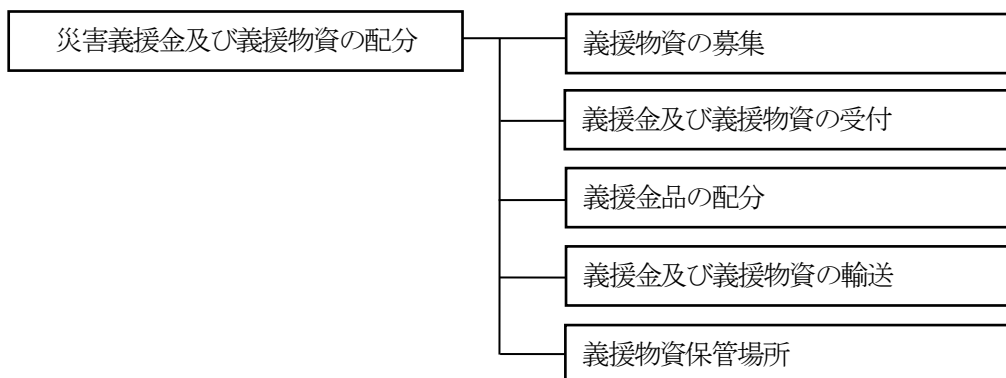 災害義援金及び義援物資の配分
義援物資の募集
義援金及び義援物資の受付
義援金品の配分
義援金及び義援物資の輸送
義援物資保管場所